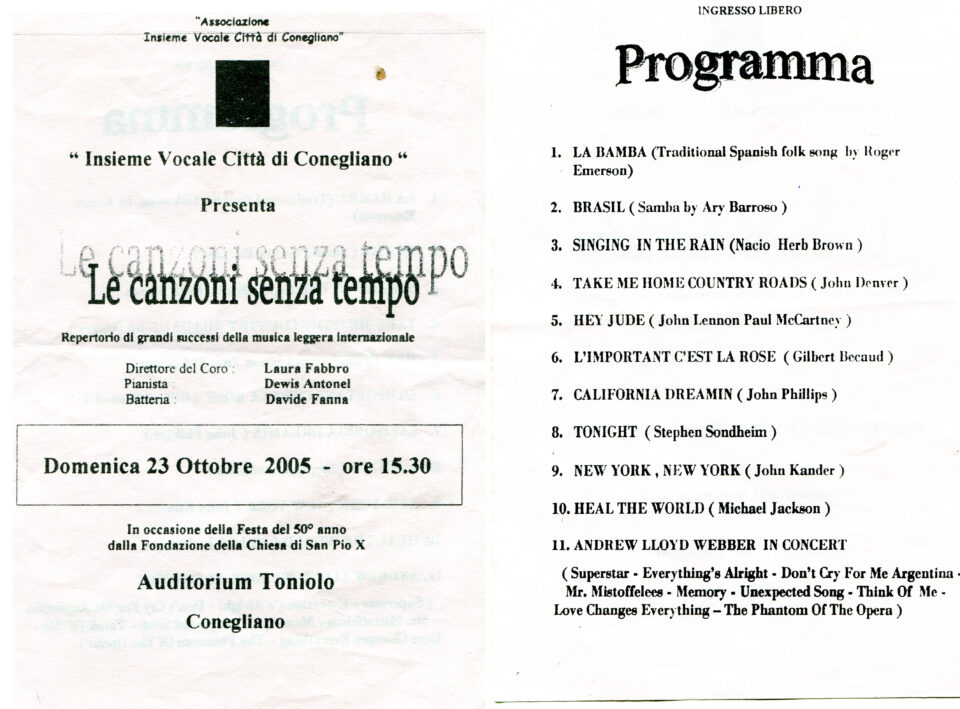 "Associazione
Insieme Vocale Città di Conegliano"
“ Insieme Vocale Città di Conegliano “
Presenta
Le canzoni senza tempo
Repertorio di grandi successi della musica leggera internazionale
Direttore del Coro : Laura Fabbro
Pianista : Dewis Antonel
Batteria : Davide Fanna
Domenica 23 Ottobre 2005 - ore 15.30
In occasione della Festa del 50° anno
dalla Fondazione della Chiesa di San Pio X
Auditorium Toniolo
Conegliano
INGRESSO LIBERO
Programma
1. LA BAMBA (Traditional Spanish folk song by Roger
Emerson)
2. BRASIL ( Samba by Ary Barroso )
3. SINGING IN THE RAIN (Nacio Herb Brown )
4. TAKE ME HOME COUNTRY ROADS ( John Denver )
5. HEY JUDE ( John Lennon Paul McCartney )
6. L'IMPORTANT C'EST LA ROSE ( Gilbert Becaud )
7. CALIFORNIA DREAMIN ( John Phillips )
8. TONIGHT ( Stephen Sondheim )
9. NEW YORK , NEW YORK ( John Kander )
10. HEAL THE WORLD ( Michael Jackson )
11. ANDREW LLOYD WEBBER IN CONCERT
( Superstar - Everything's Alright - Don't Cry For Me Argentina -
Mr. Mistoffelees - Memory - Unexpected Song - Think Of Me -
Love Changes Everything – The Phantom Of The Opera )